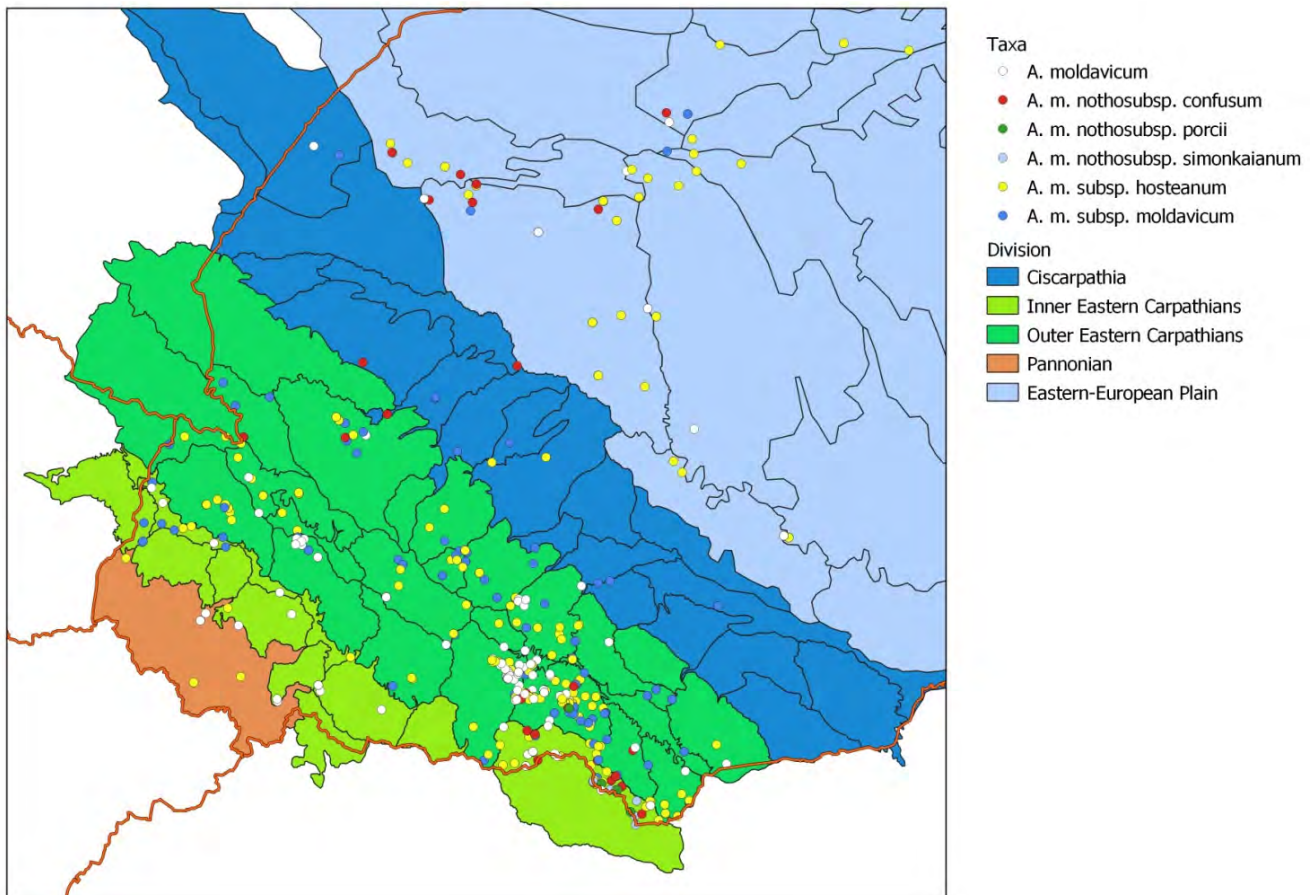 Taxa
A. moldavicum
A. m. nothosubsp. confusum
A. m. nothosubsp. porcii
A. m. nothosubsp. simonkaianum
A. m. subsp. hosteanum
A. m. subsp. moldavicum
Division
Ciscarpathia
Inner Eastern Carpathians
Outer Eastern Carpathians
Pannonian
Eastern-European Plain